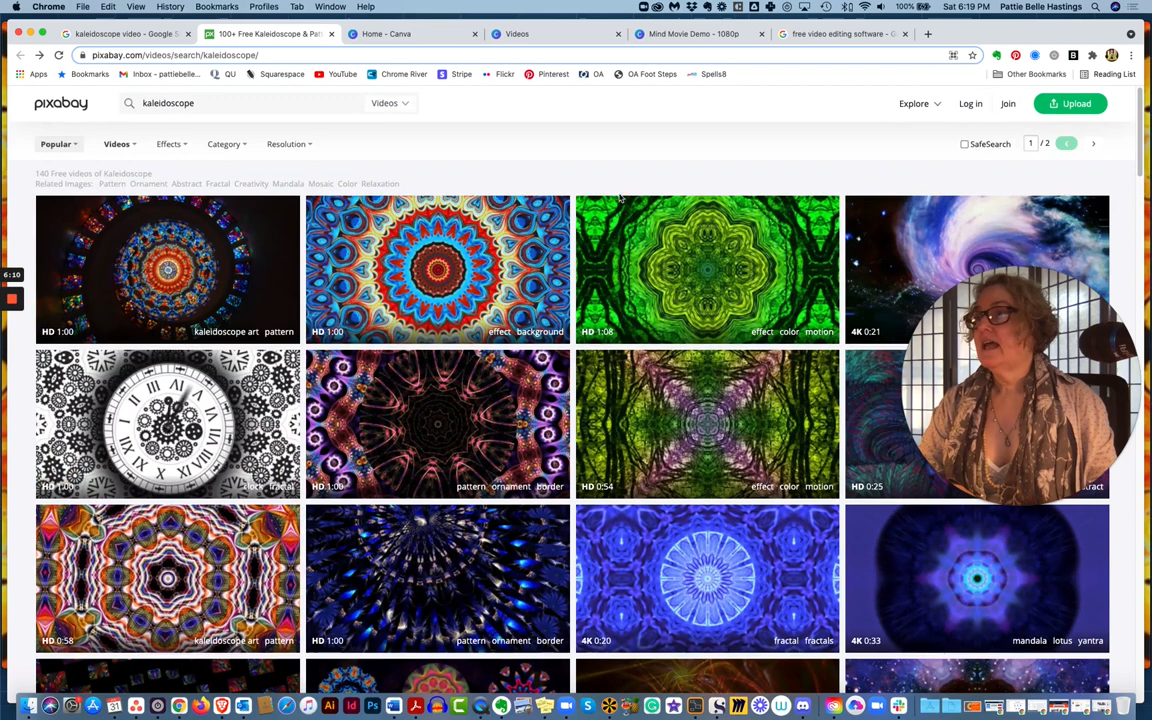 Chrome File Edit View History Bookmarks Profiles Tab Window Help 100% Sat 6:19 PM Pattie Belle Hastings
kaleidoscope video - Google S 100+ Free Kaleidoscope & Pat Home - Canva Videos Mind Movie Demo - 1080p free video editing software - G
pixabay.com/videos/search/kaleidoscope/
Apps Bookmarks Inbox - pattiebelle... QU Squarespace YouTube Chrome River Stripe Flickr Pinterest OA OA Foot Steps Spells8 Other Bookmarks Reading List
pixabay kaleidoscope Videos Explore Log in Join Upload
Popular Videos Effects Category Resolution SafeSearch 1 / 2
140 Free videos of Kaleidoscope
Related Images: Pattern Ornament Abstract Fractal Creativity Mandala Mosaic Color Relaxation
6:10
HD 1:00 kaleidoscope art pattern
HD 1:00 effect background
HD 1:08 effect color motion
4K 0:21
HD 1:00 clock fractal
HD 1:00 pattern ornament border
HD 0:54 effect color motion
HD 0:25
HD 0:58 kaleidoscope art pattern
HD 1:00 pattern ornament border
4K 0:20 fractal fractals
4K 0:33 mandala lotus yantra